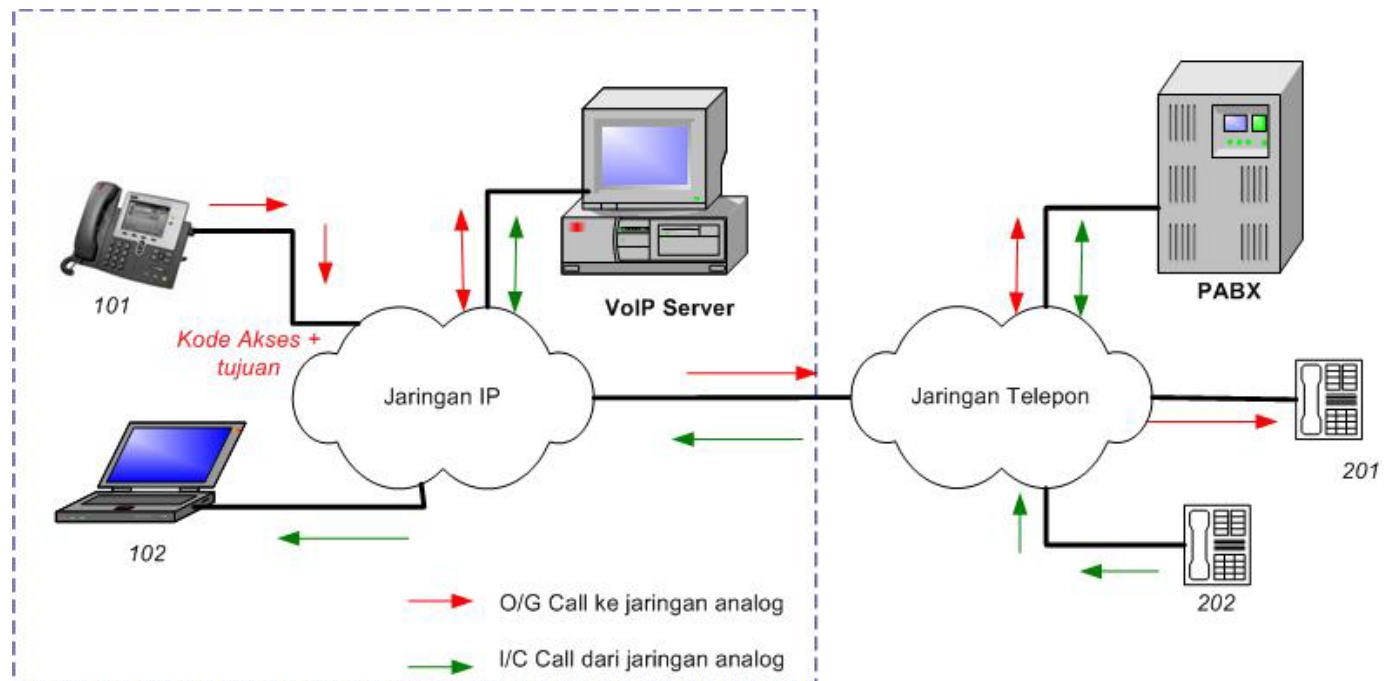 101
Kode Akses +
tujuan
VoIP Server
PABX
Jaringan IP
Jaringan Telepon
201
102
202
O/G Call ke jaringan analog
I/C Call dari jaringan analog